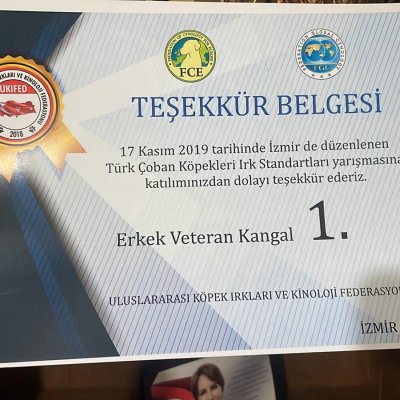 FCE
FGC
UKIFED
2018
TEŞEKKÜR BELGESİ
17 Kasım 2019 tarihinde İzmir de düzenlenen
Türk Çoban Köpekleri Irk Standartları yarışmasına
katılımınızdan dolayı teşekkür ederiz.
Erkek Veteran Kangal 1.
ULUSLARARASI KÖPEK IRKLARI VE KİNOLOJİ FEDERASYO
İZMİR